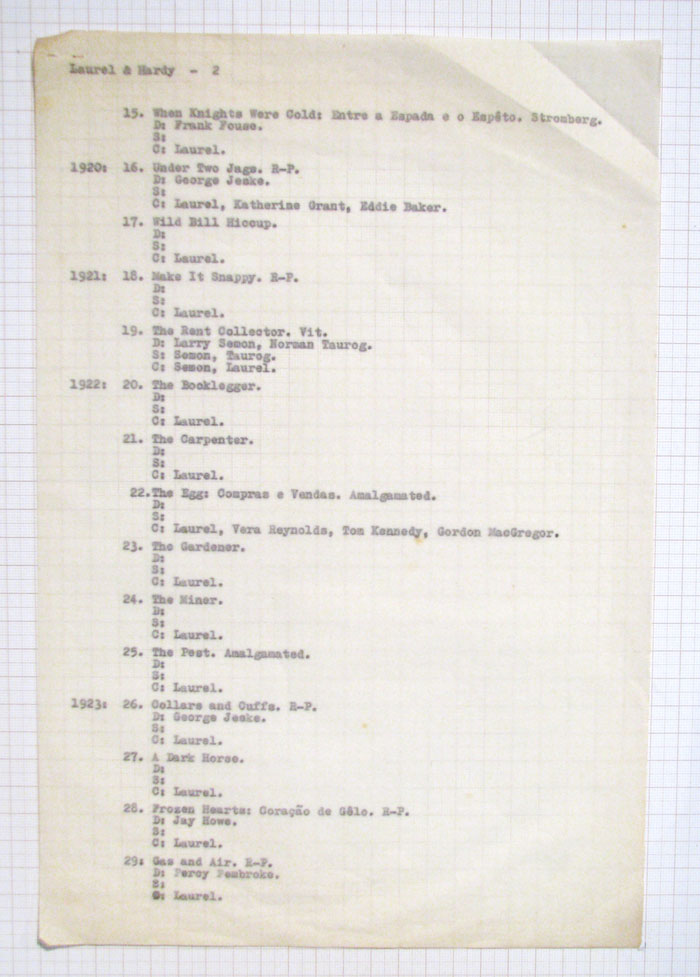 Laurel & Hardy - 2
15. When Knights Were Cold: Entre a Espada e o Espêto. Stromberg.
D: Frank Fouse.
S:
C: Laurel.
1920: 16. Under Two Jags. R-P.
D: George Jeske.
S:
C: Laurel, Katherine Grant, Eddie Baker.
17. Wild Bill Hiccup.
D:
S:
C: Laurel.
1921: 18. Make It Snappy. R-P.
D:
S:
C: Laurel.
19. The Rent Collector. Vit.
D: Larry Semon, Norman Taurog.
S: Semon, Taurog.
C: Semon, Laurel.
1922: 20. The Booklegger.
D:
S:
C: Laurel.
21. The Carpenter.
D:
S:
C: Laurel.
22.The Egg: Compras e Vendas. Amalgamated.
D:
S:
C: Laurel, Vera Reynolds, Tom Kennedy, Gordon MacGregor.
23. The Gardener.
D:
S:
C: Laurel.
24. The Miner.
D:
S:
C: Laurel.
25. The Pest. Amalgamated.
D:
S:
C: Laurel.
1923: 26. Collars and Cuffs. R-P.
D: George Jeske.
S:
C: Laurel.
27. A Dark Horse.
D:
S:
C: Laurel.
28. Frozen Hearts: Coração de Gêlo. R-P.
D: Jay Howe.
S:
C: Laurel.
29: Gas and Air. R-P.
D: Percy Pembroke.
S:
C: Laurel.